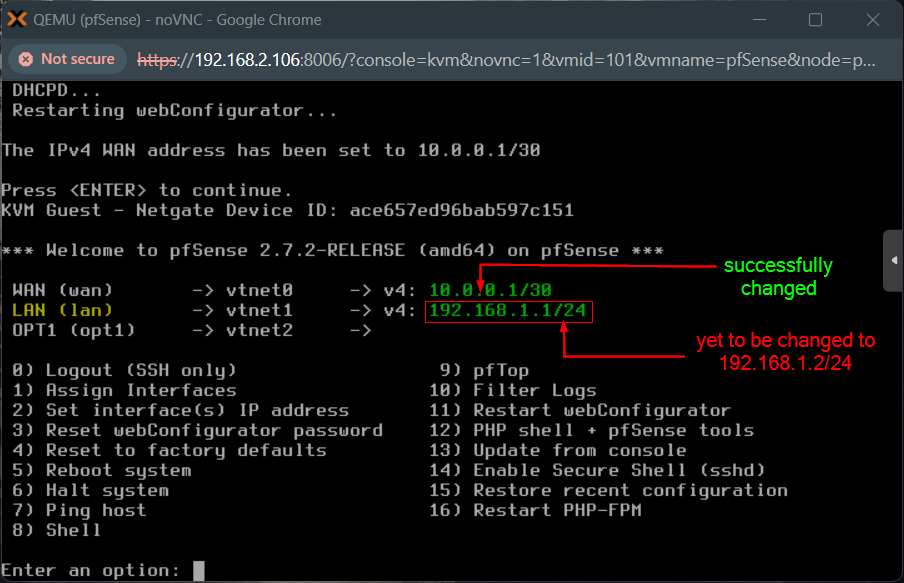 QEMU (pfSense) - noVNC - Google Chrome
Not secure https://192.168.2.106:8006/?console=kvm&novnc=1&vmid=101&vmname=pfSense&node=p...
DHCPD...
Restarting webConfigurator...
The IPv4 WAN address has been set to 10.0.0.1/30
Press <ENTER> to continue.
KVM Guest - Netgate Device ID: ace657ed96bab597c151
*** Welcome to pfSense 2.7.2-RELEASE (amd64) on pfSense ***
WAN (wan) -> vtnet0 -> v4: 10.0.0.1/30
LAN (lan) -> vtnet1 -> v4: 192.168.1.1/24
OPT1 (opt1) -> vtnet2 ->
successfully
changed
yet to be changed to
192.168.1.2/24
0) Logout (SSH only) 9) pfTop
1) Assign Interfaces 10) Filter Logs
2) Set interface(s) IP address 11) Restart webConfigurator
3) Reset webConfigurator password 12) PHP shell + pfSense tools
4) Reset to factory defaults 13) Update from console
5) Reboot system 14) Enable Secure Shell (sshd)
6) Halt system 15) Restore recent configuration
7) Ping host 16) Restart PHP-FPM
8) Shell
Enter an option: